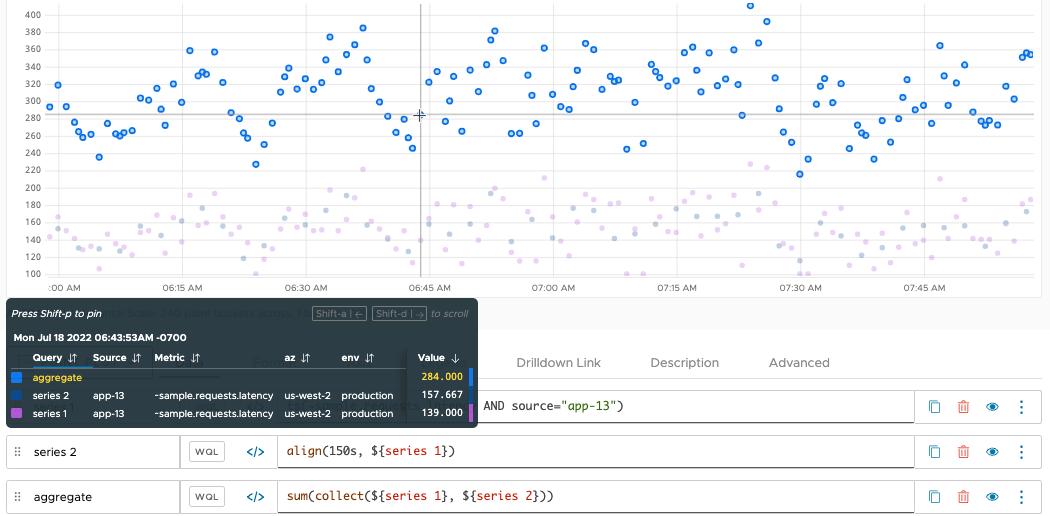 400
380
360
340
320
300
280
260
240
220
200
180
160
140
120
100
:00 AM 06:15 AM 06:30 AM 06:45 AM 07:00 AM 07:15 AM 07:30 AM 07:45 AM
Press Shift-p to pin Shift-a | ← Shift-d | → to scroll
Mon Jul 18 2022 06:43:53AM -0700
Query Source Metric az env Value
aggregate 284.000
series 2 app-13 ~sample.requests.latency us-west-2 production 157.667
series 1 app-13 ~sample.requests.latency us-west-2 production 139.000
Drilldown Link Description Advanced
AND source="app-13")
series 2 WQL </> align(150s, ${series 1})
aggregate WQL </> sum(collect(${series 1}, ${series 2}))